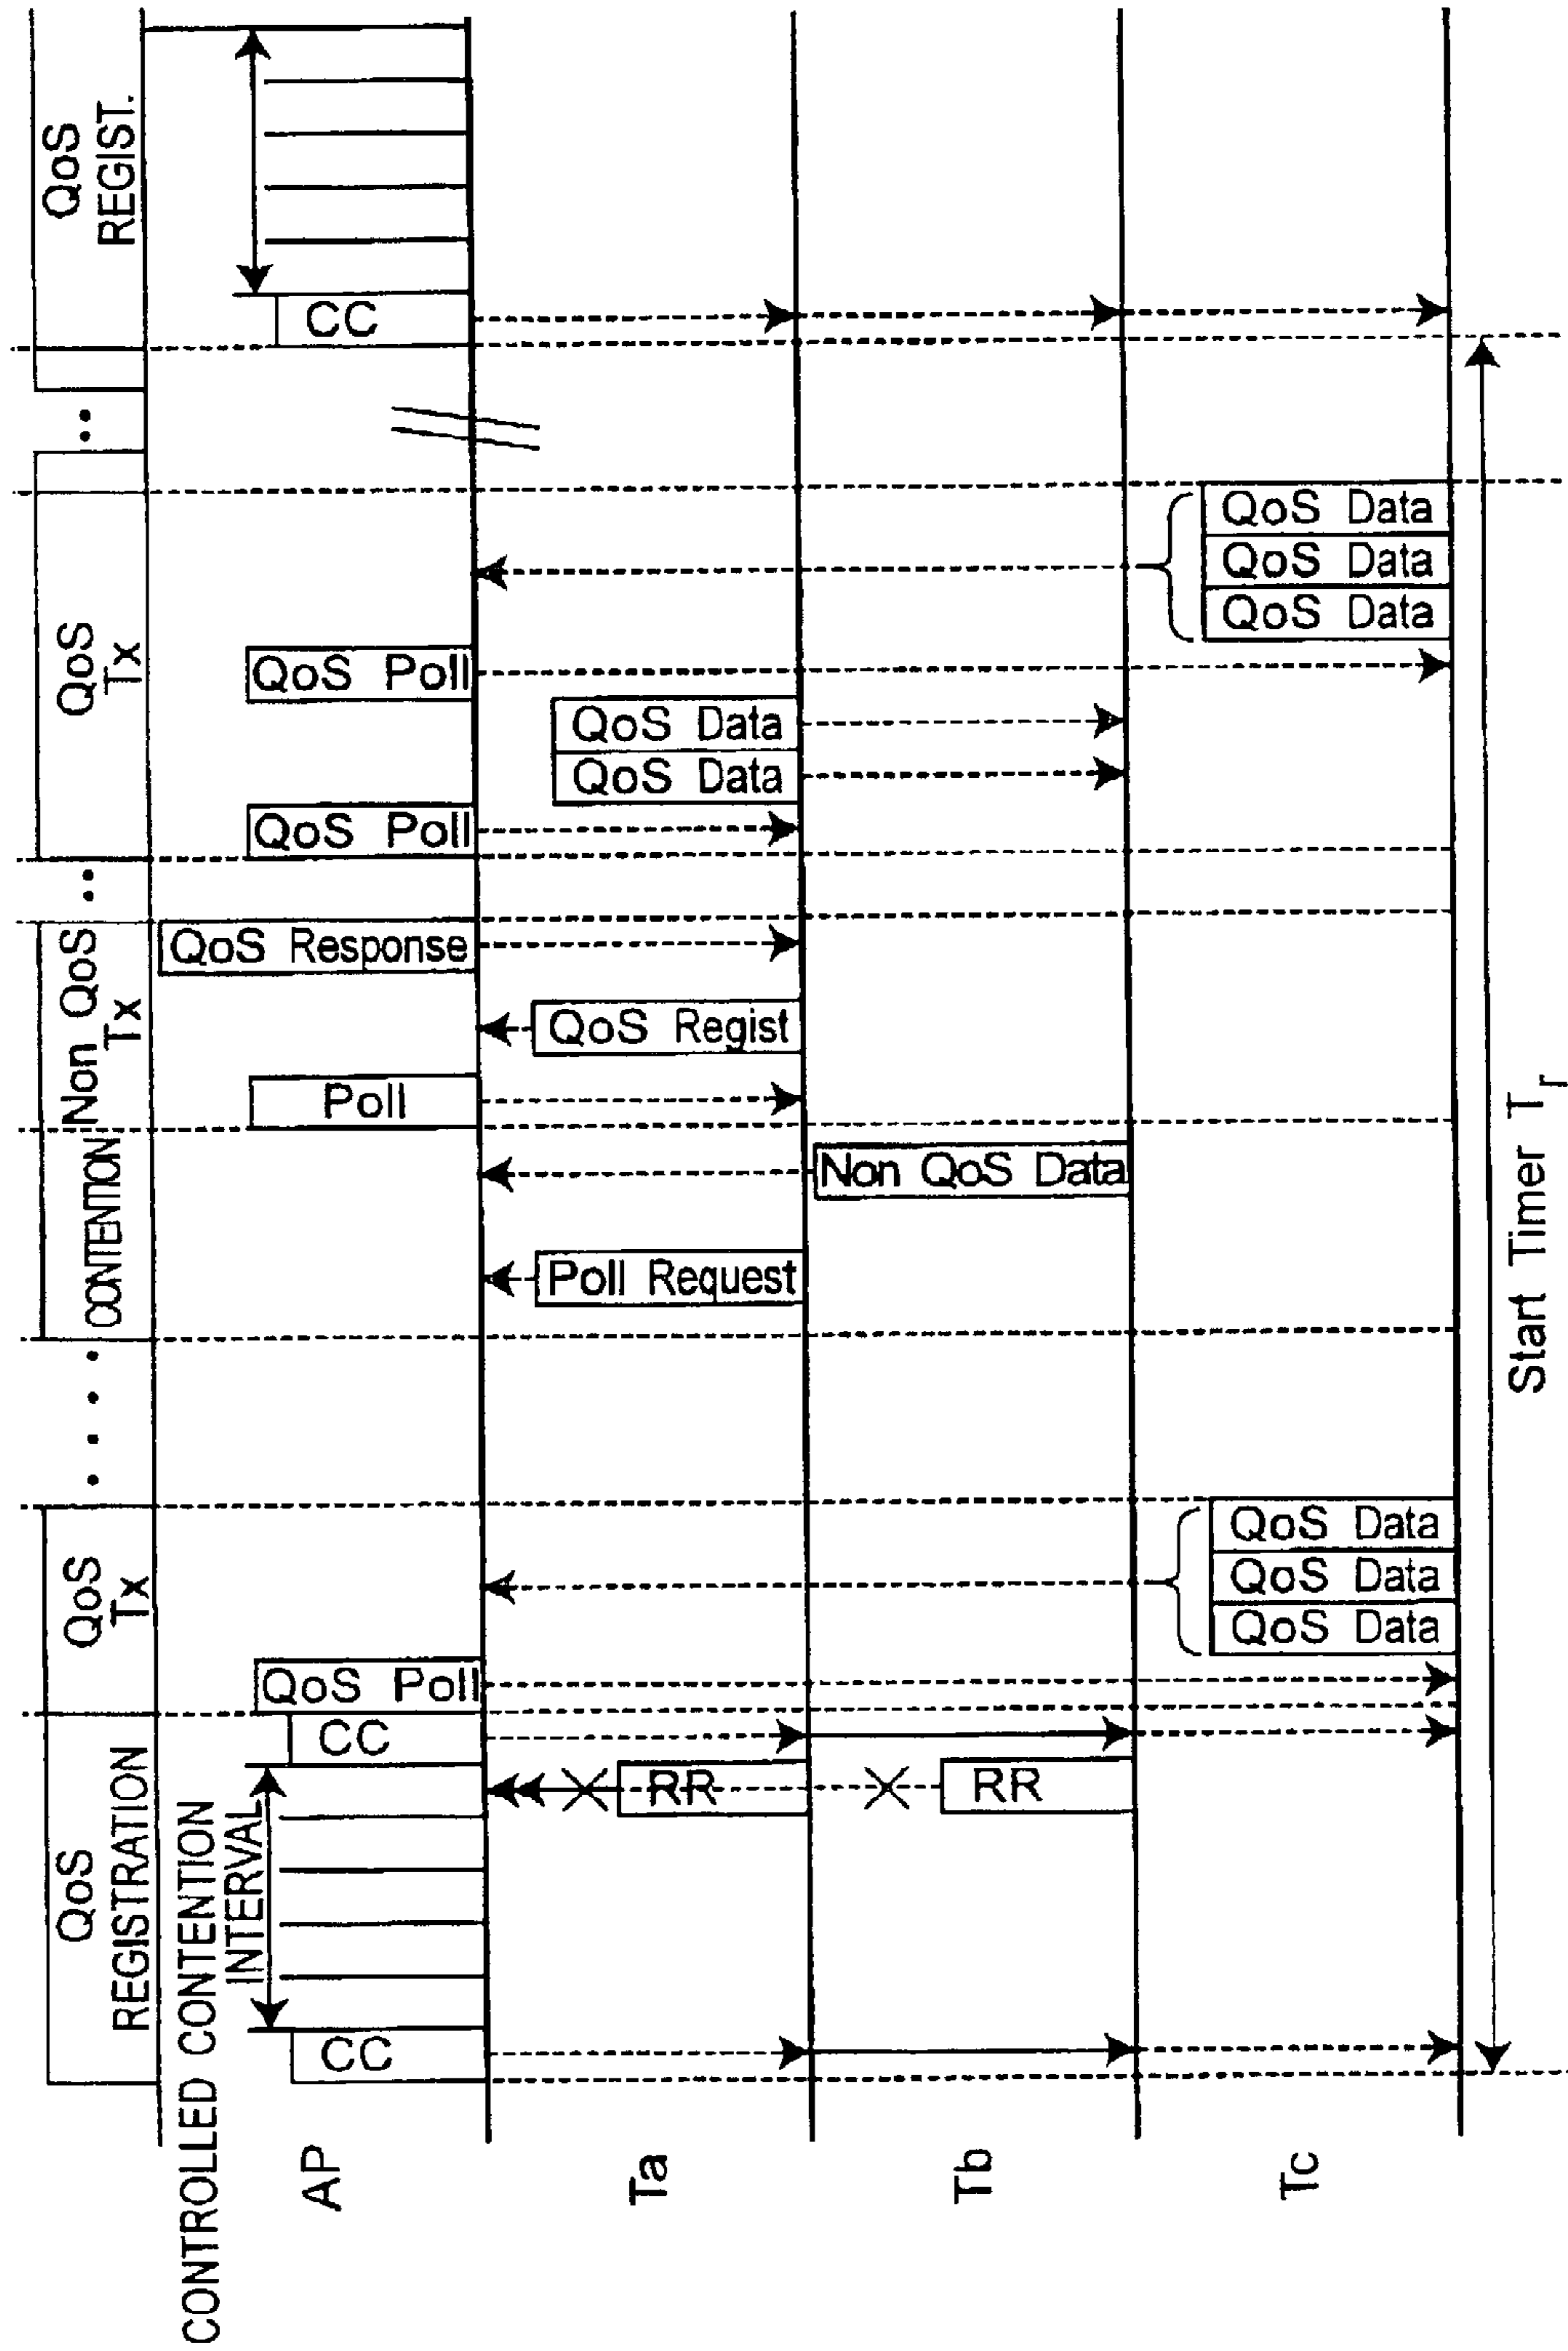 QoS
REGISTRATION
QoS
Tx
. . . .
CONTENTION
Non QoS
Tx
..
QoS
Tx
..
QoS
REGIST.
CONTROLLED CONTENTION
INTERVAL
AP
CC
CC
QoS Poll
Poll
QoS Response
QoS Poll
QoS Poll
CC
Ta
RR
Poll Request
QoS Regist
QoS Data
QoS Data
Tb
RR
Non QoS Data
Tc
QoS Data
QoS Data
QoS Data
QoS Data
QoS Data
QoS Data
Start Timer Tr